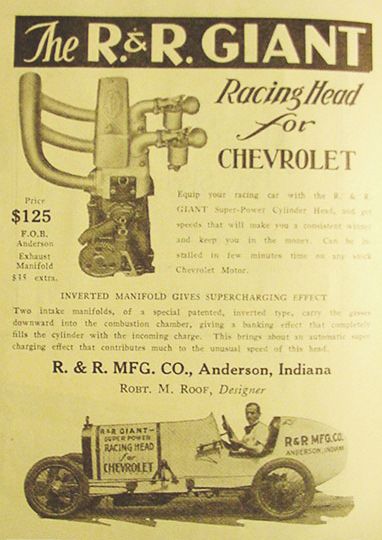 The R. & R. GIANT
Racing Head
for
CHEVROLET
Price
$125
F.O.B.
Anderson
Exhaust
Manifold
$35 extra.
Equip your racing car with the R. & R.
GIANT Super-Power Cylinder Head, and get
speeds that will make you a consistent winner
and keep you in the money. Can be in-
stalled in few minutes time on any stock
Chevrolet Motor.
INVERTED MANIFOLD GIVES SUPERCHARGING EFFECT
Two intake manifolds, of a special patented, inverted type, carry the gasses
downward into the combustion chamber, giving a banking effect that completely
fills the cylinder with the incoming charge. This brings about an automatic super
charging effect that contributes much to the unusual speed of this head.
R. & R. MFG. CO., Anderson, Indiana
ROBT. M. ROOF, Designer
R & R GIANT
SUPER POWER
RACING HEAD
for
CHEVROLET
R & R MFG. CO.
ANDERSON, INDIANA